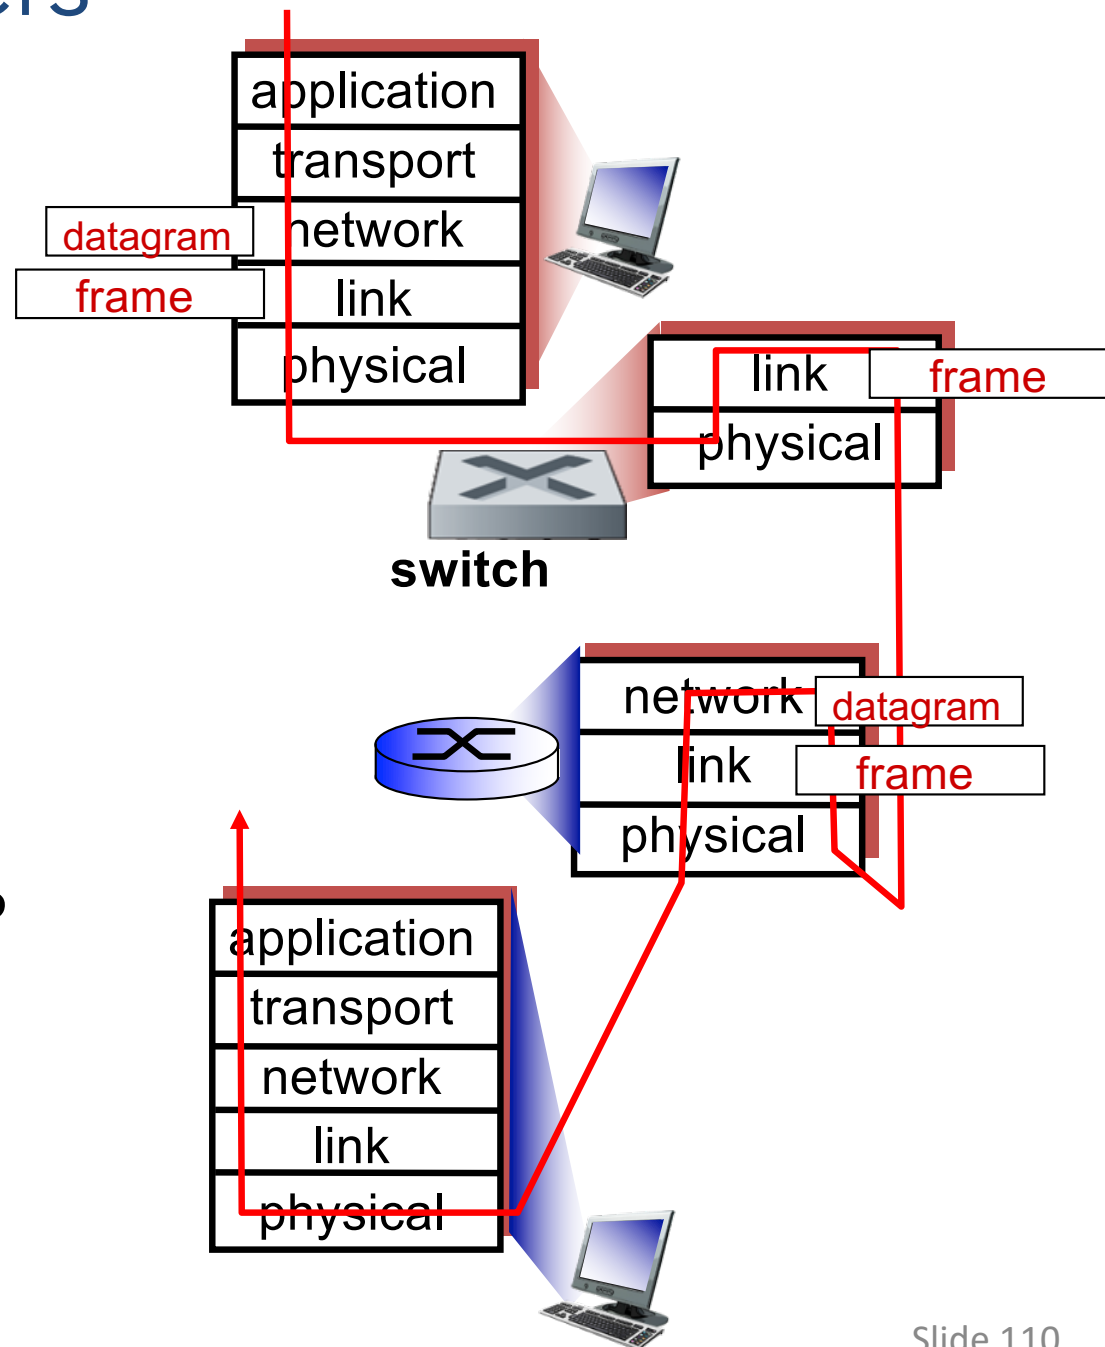 application
transport
datagram
network
frame
link
physical
link
frame
physical
switch
network
datagram
link
frame
physical
application
transport
network
link
physical
Slide 110